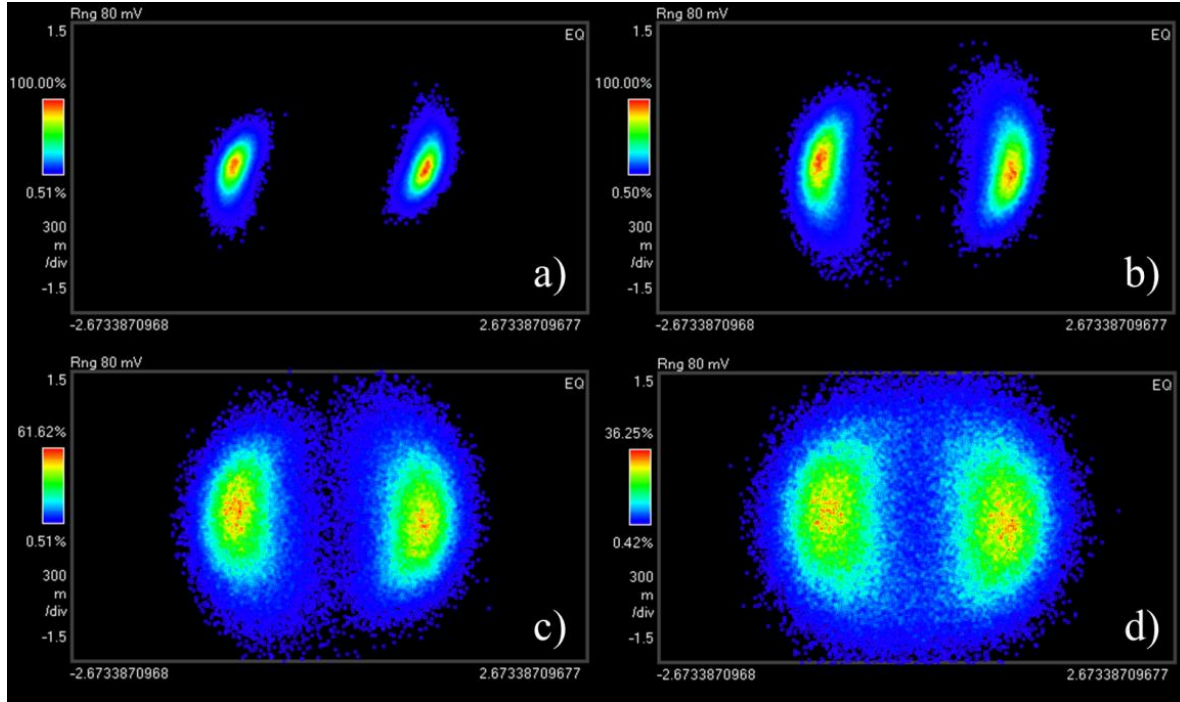 Rng 80 mV
1.5
EQ
100.00%
0.51%
300
m
/div
-1.5
a)
-2.6733870968
2.67338709677
Rng 80 mV
1.5
EQ
100.00%
0.50%
300
m
/div
-1.5
b)
-2.6733870968
2.67338709677
Rng 80 mV
1.5
EQ
61.62%
0.51%
300
m
/div
-1.5
c)
-2.6733870968
2.67338709677
Rng 80 mV
1.5
EQ
36.25%
0.42%
300
m
/div
-1.5
d)
-2.6733870968
2.67338709677